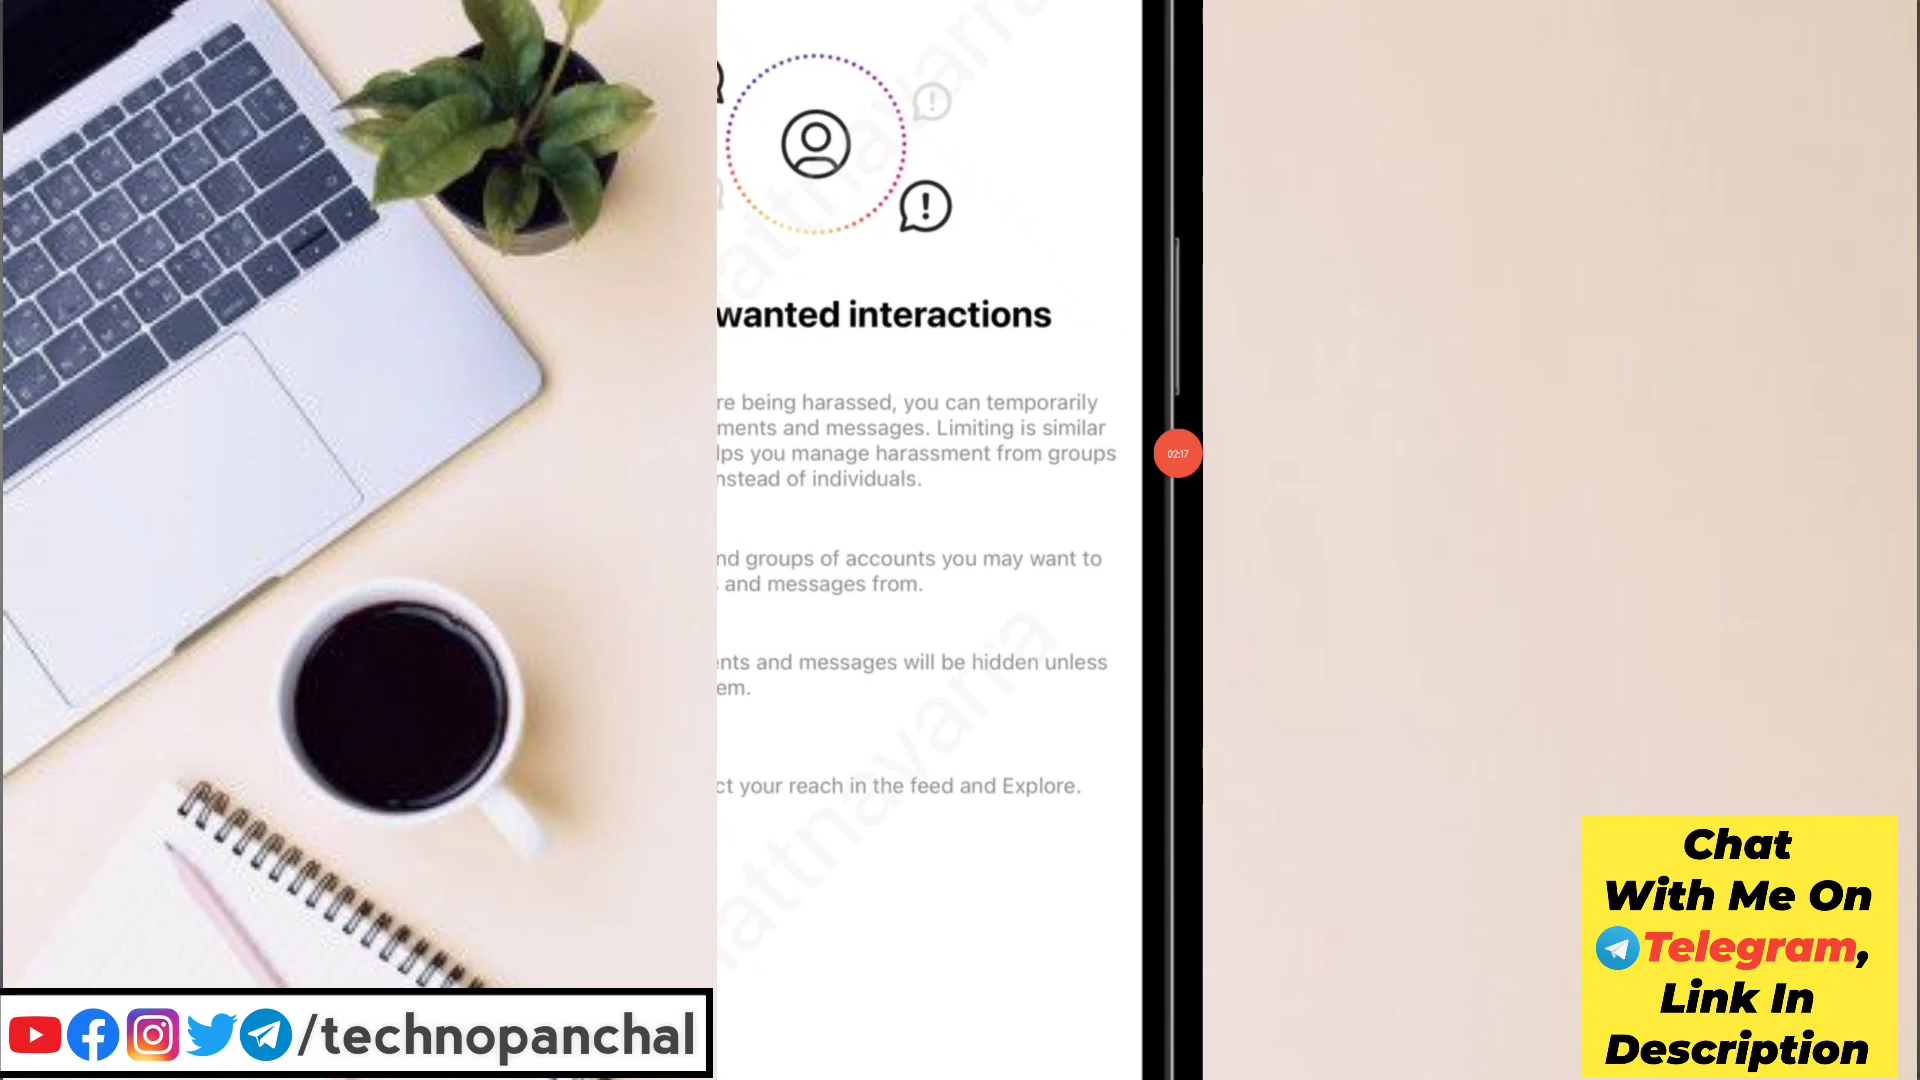 wanted interactions
re being harassed, you can temporarily
ments and messages. Limiting is similar
lps you manage harassment from groups
nstead of individuals.
nd groups of accounts you may want to
and messages from.
nts and messages will be hidden unless
em.
ct your reach in the feed and Explore.
mattnavarra
02:17
Chat
With Me On
Telegram,
Link In
Description
/technopanchal